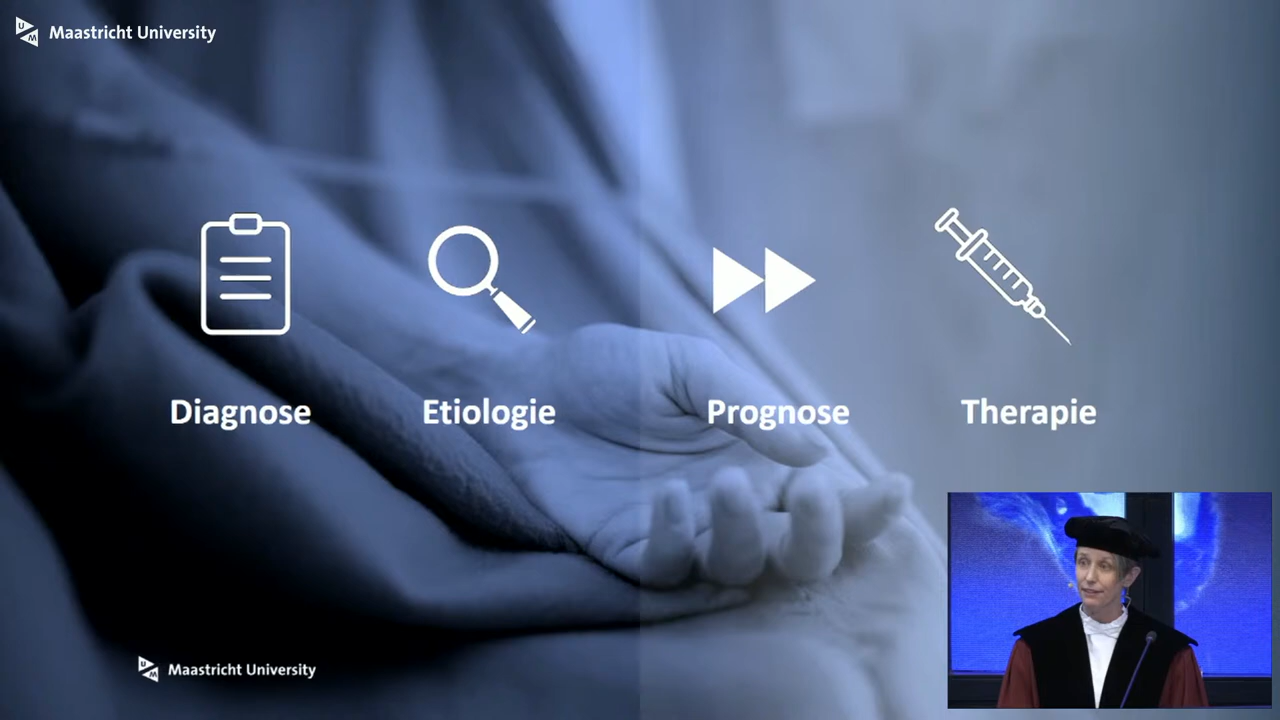 Maastricht University
Diagnose
Etiologie
Prognose
Therapie
Maastricht University